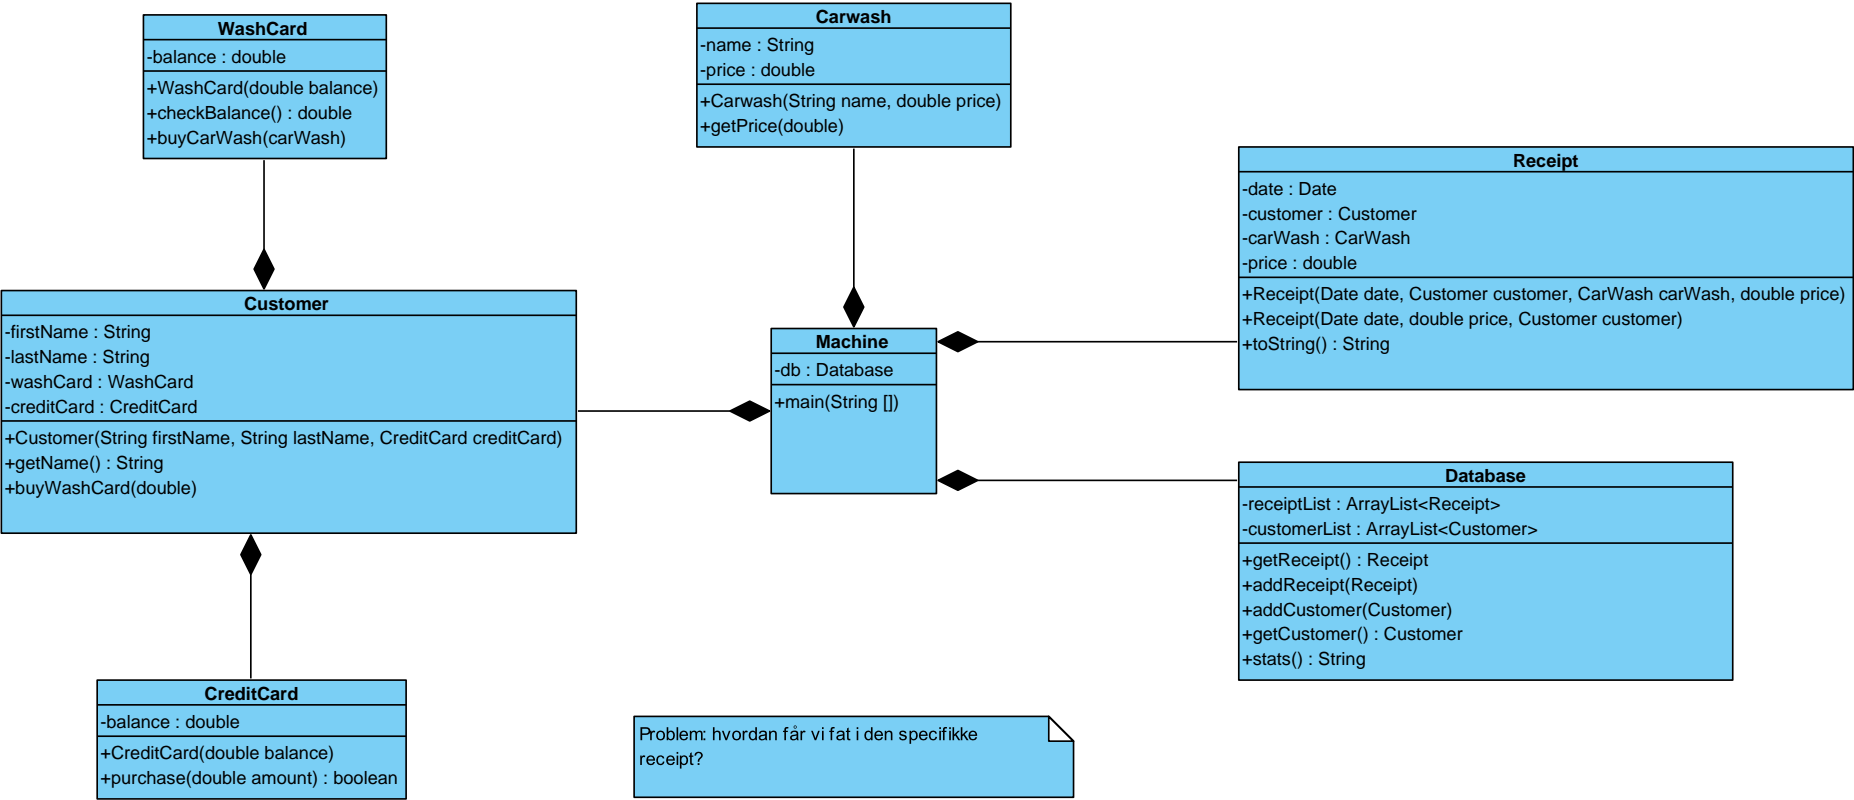 WashCard
-balance : double
+WashCard(double balance)
+checkBalance() : double
+buyCarWash(carWash)
Carwash
-name : String
-price : double
+Carwash(String name, double price)
+getPrice(double)
Receipt
-date : Date
-customer : Customer
-carWash : CarWash
-price : double
+Receipt(Date date, Customer customer, CarWash carWash, double price)
+Receipt(Date date, double price, Customer customer)
+toString() : String
Customer
-firstName : String
-lastName : String
-washCard : WashCard
-creditCard : CreditCard
+Customer(String firstName, String lastName, CreditCard creditCard)
+getName() : String
+buyWashCard(double)
Machine
-db : Database
+main(String [])
Database
-receiptList : ArrayList<Receipt>
-customerList : ArrayList<Customer>
+getReceipt() : Receipt
+addReceipt(Receipt)
+addCustomer(Customer)
+getCustomer() : Customer
+stats() : String
CreditCard
-balance : double
+CreditCard(double balance)
+purchase(double amount) : boolean
Problem: hvordan får vi fat i den specifikke
receipt?